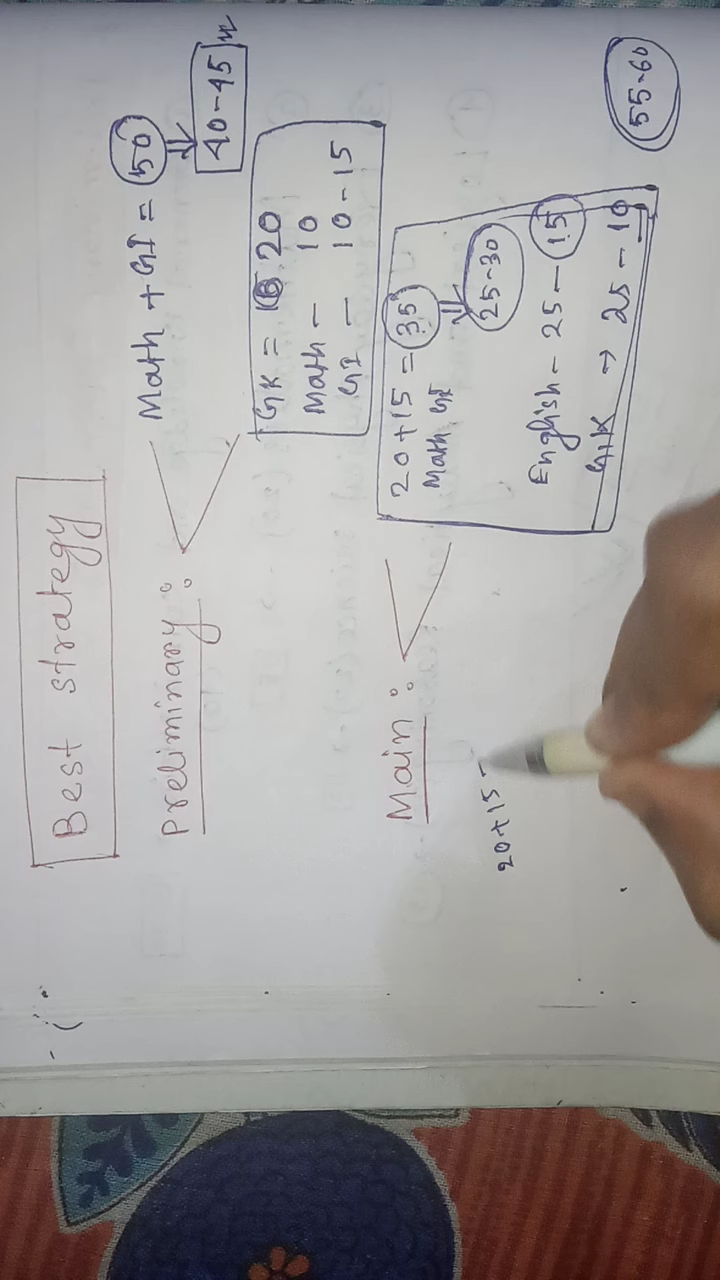 Best strategy
Preliminary :
Math + GI = 50
⇓
40-45 m
GK = 20
Math - 10
GI - 10-15
Main :
20+15 = 35
Math GI
⇓
25-30
English - 25 - 15
GK → 25 - 10
55-60
20+15 -